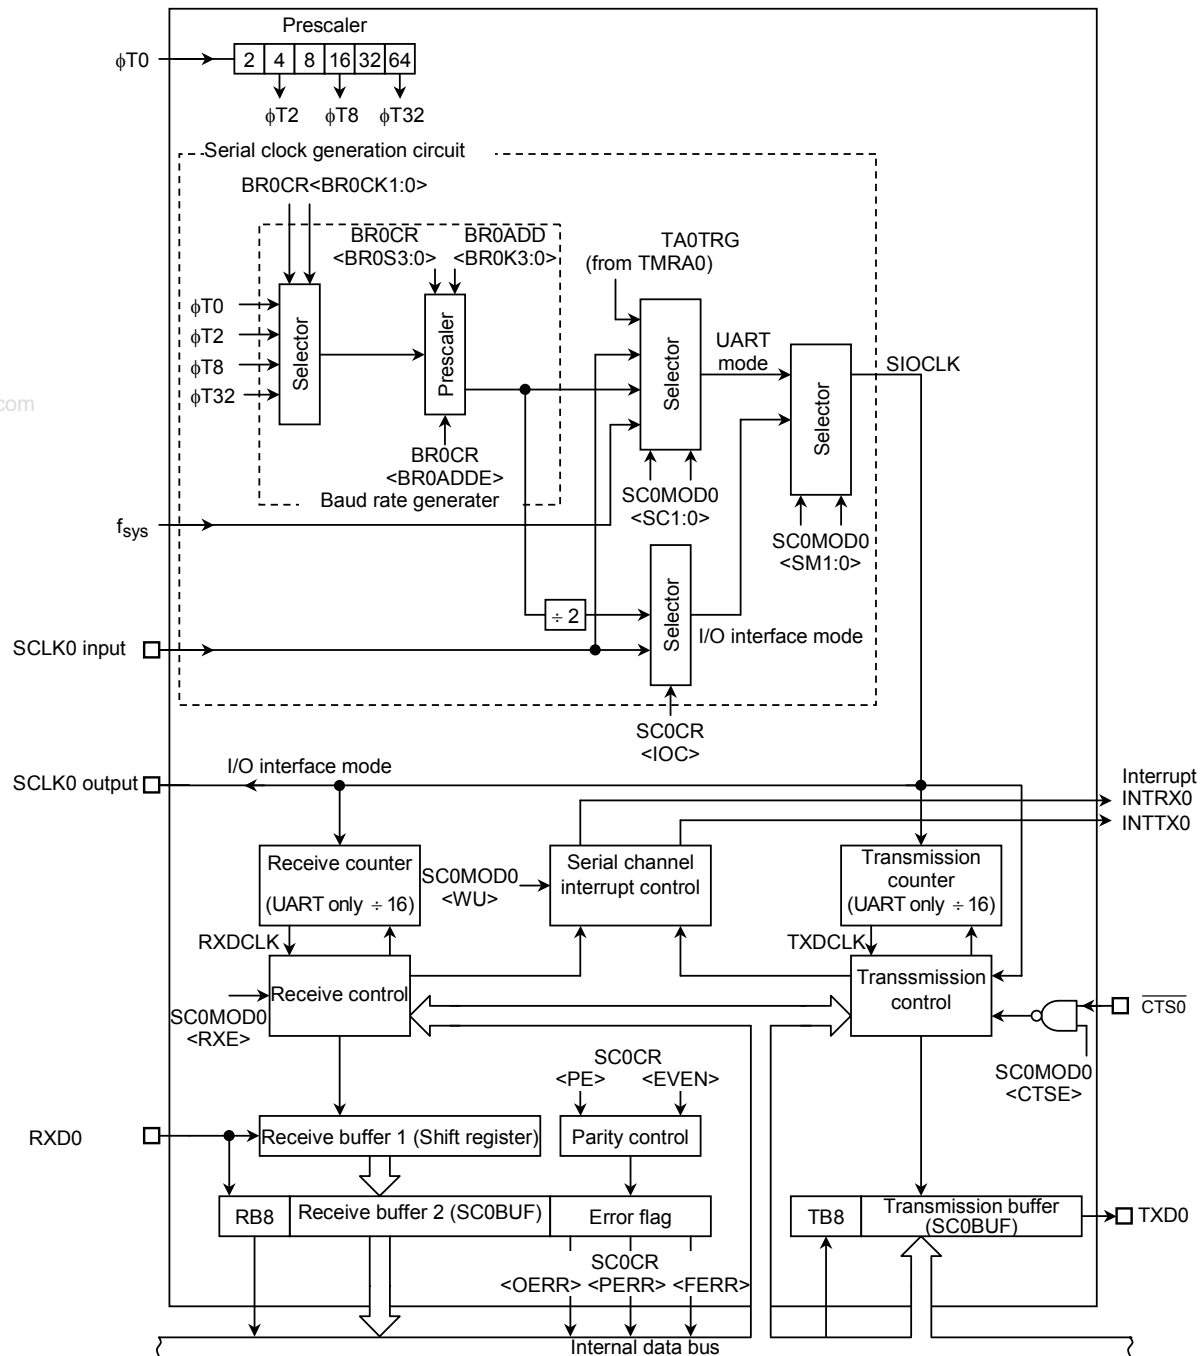 Prescaler
ϕT0
2 4 8 16 32 64
ϕT2 ϕT8 ϕT32
Serial clock generation circuit
BR0CR<BR0CK1:0>
BR0CR
<BR0S3:0>
BR0ADD
<BR0K3:0>
TA0TRG
(from TMRA0)
ϕT0
ϕT2
ϕT8
ϕT32
Selector
Prescaler
Selector
UART
mode
Selector
SIOCLK
com
BR0CR
<BR0ADDE>
Baud rate generater
SC0MOD0
<SC1:0>
SC0MOD0
<SM1:0>
fsys
÷ 2
Selector
I/O interface mode
SCLK0 input
SC0CR
<IOC>
I/O interface mode
SCLK0 output
Interrupt
INTRX0
INTTX0
Receive counter
(UART only ÷ 16)
SC0MOD0
<WU>
Serial channel
interrupt control
Transmission
counter
(UART only ÷ 16)
RXDCLK
TXDCLK
Receive control
Transsmission
control
SC0MOD0
<RXE>
CTS0
SC0MOD0
<CTSE>
SC0CR
<PE> <EVEN>
RXD0
Receive buffer 1 (Shift register)
Parity control
RB8
Receive buffer 2 (SC0BUF)
Error flag
TB8
Transmission buffer
(SC0BUF)
TXD0
SC0CR
<OERR> <PERR> <FERR>
Internal data bus